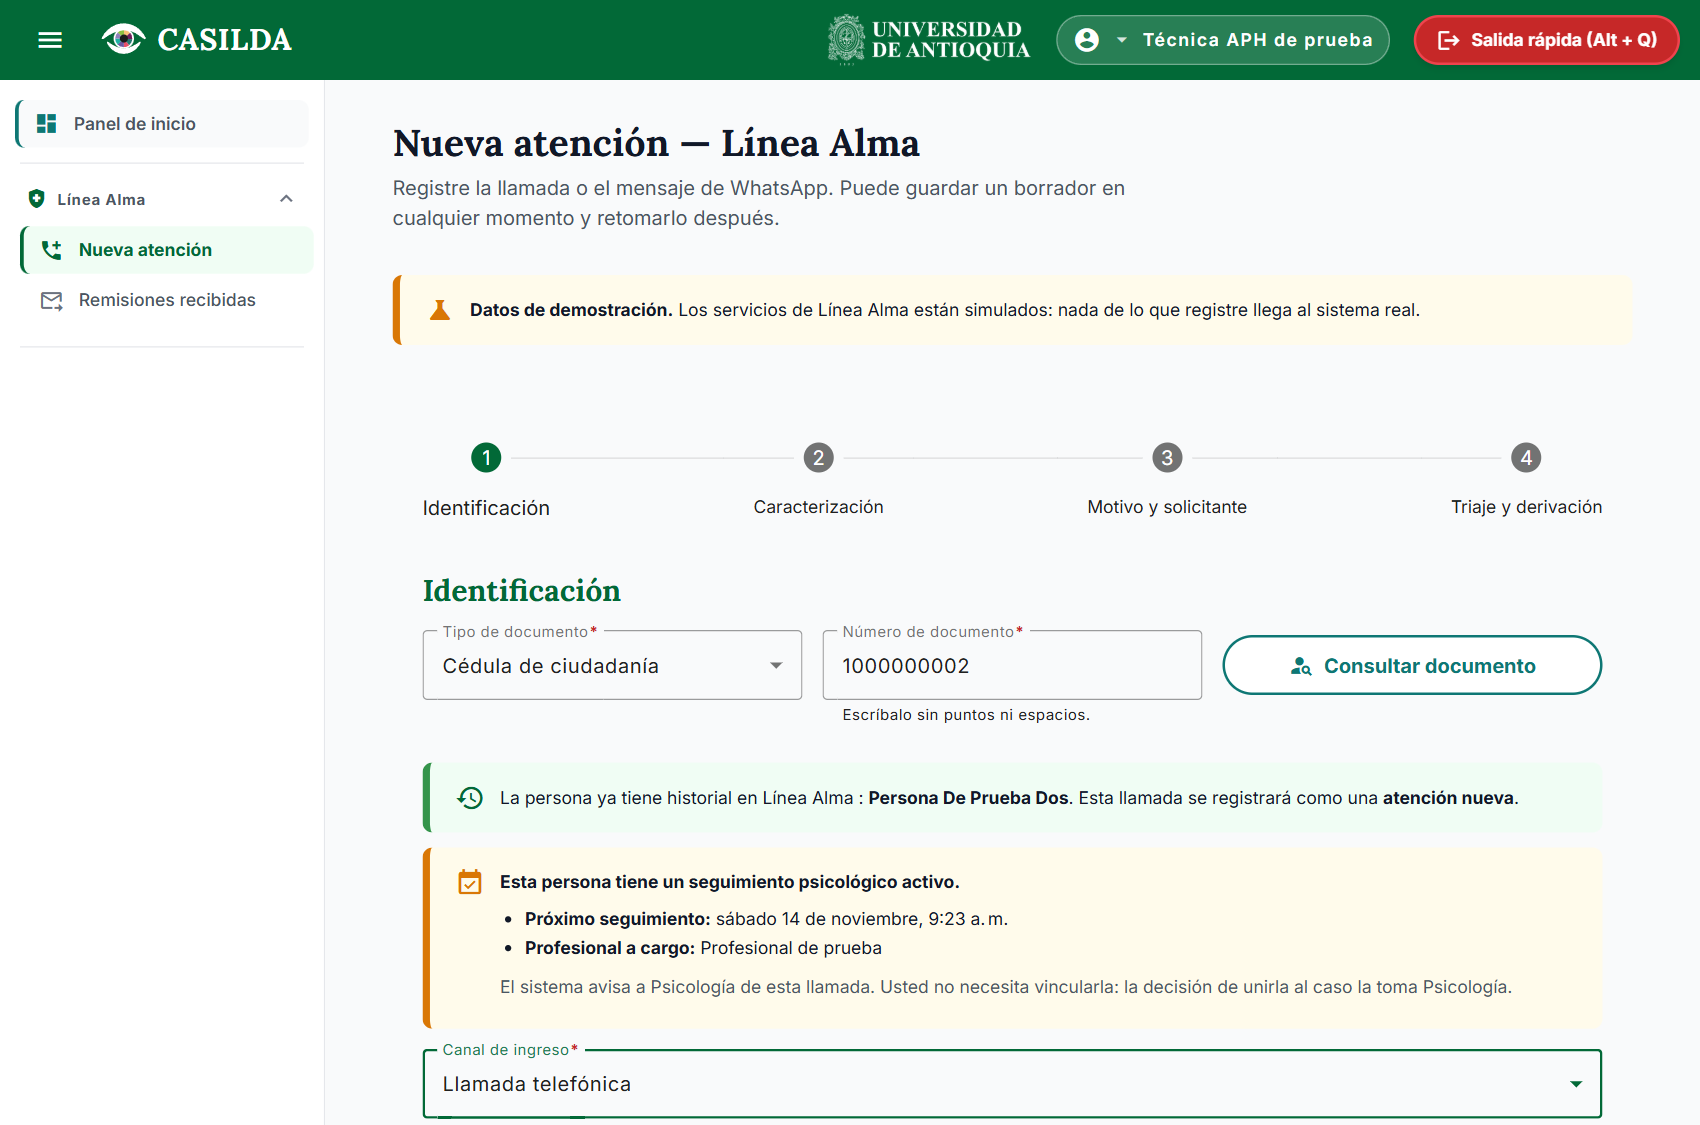 CASILDA
UNIVERSIDAD
DE ANTIOQUIA
Técnica APH de prueba
Salida rápida (Alt + Q)
Panel de inicio
Línea Alma
Nueva atención
Remisiones recibidas
Nueva atención — Línea Alma
Registre la llamada o el mensaje de WhatsApp. Puede guardar un borrador en
cualquier momento y retomarlo después.
Datos de demostración. Los servicios de Línea Alma están simulados: nada de lo que registre llega al sistema real.
1
2
3
4
Identificación
Caracterización
Motivo y solicitante
Triaje y derivación
Identificación
Tipo de documento*
Cédula de ciudadanía
Número de documento*
1000000002
Escríbalo sin puntos ni espacios.
Consultar documento
La persona ya tiene historial en Línea Alma : Persona De Prueba Dos. Esta llamada se registrará como una atención nueva.
Esta persona tiene un seguimiento psicológico activo.
• Próximo seguimiento: sábado 14 de noviembre, 9:23 a. m.
• Profesional a cargo: Profesional de prueba
El sistema avisa a Psicología de esta llamada. Usted no necesita vincularla: la decisión de unirla al caso la toma Psicología.
Canal de ingreso*
Llamada telefónica